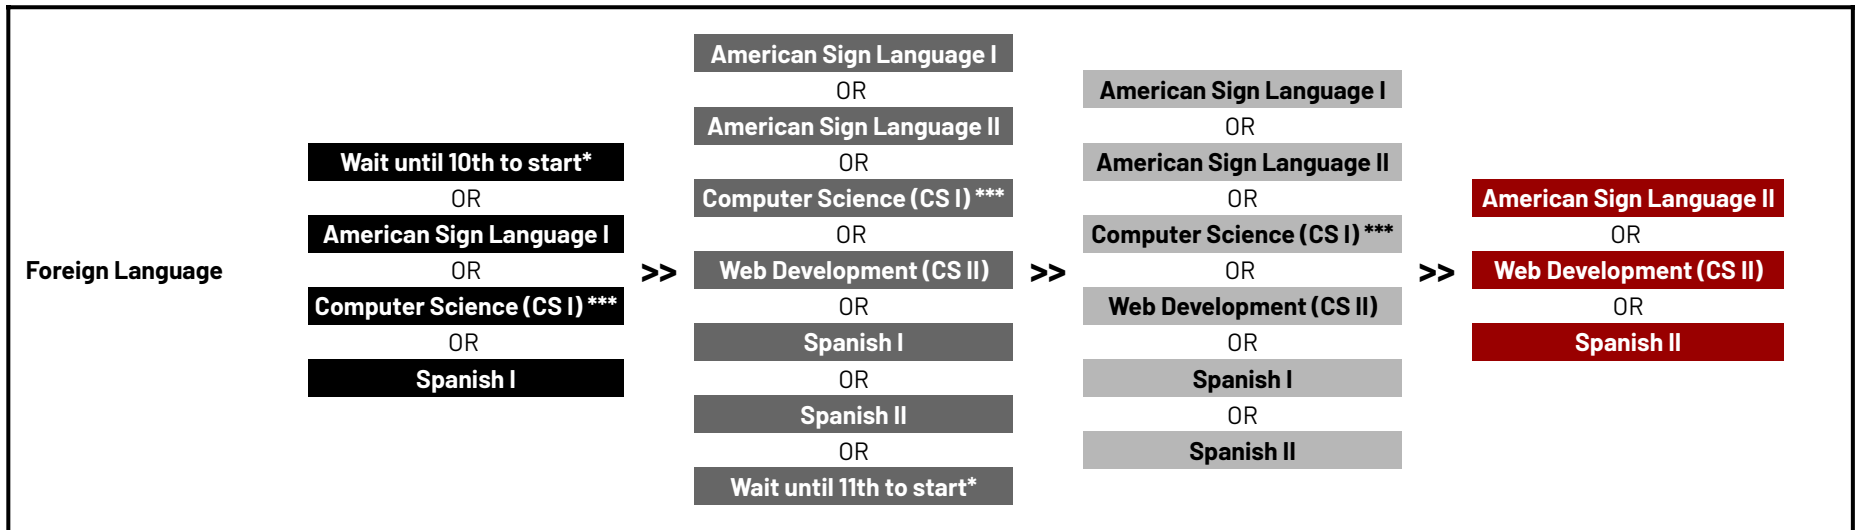 Foreign Language
Wait until 10th to start*
OR
American Sign Language I
OR
Computer Science (CS I) ***
OR
Spanish I
>>
American Sign Language I
OR
American Sign Language II
OR
Computer Science (CS I) ***
OR
Web Development (CS II)
OR
Spanish I
OR
Spanish II
OR
Wait until 11th to start*
>>
American Sign Language I
OR
American Sign Language II
OR
Computer Science (CS I) ***
OR
Web Development (CS II)
OR
Spanish I
OR
Spanish II
>>
American Sign Language II
OR
Web Development (CS II)
OR
Spanish II